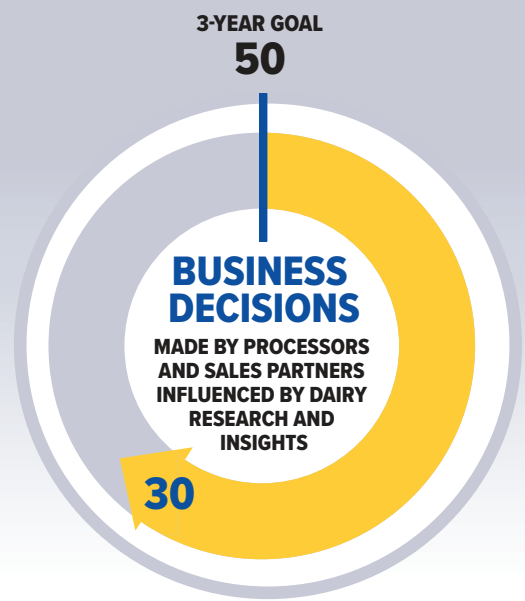 3-YEAR GOAL
50
BUSINESS
DECISIONS
MADE BY PROCESSORS
AND SALES PARTNERS
INFLUENCED BY DAIRY
RESEARCH AND
INSIGHTS
30